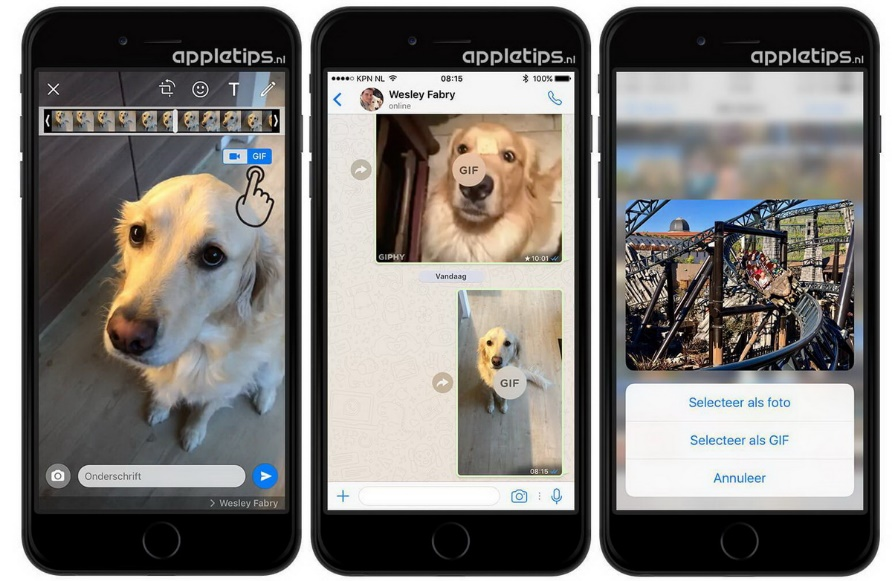 appletips.nl
T
GIF
Onderschrift
Wesley Fabry
appletips.nl
KPN NL
08:15
100%
Wesley Fabry
online
GIF
GIPHY
10:01
Vandaag
GIF
08:15
appletips.nl
Selecteer als foto
Selecteer als GIF
Annuleer